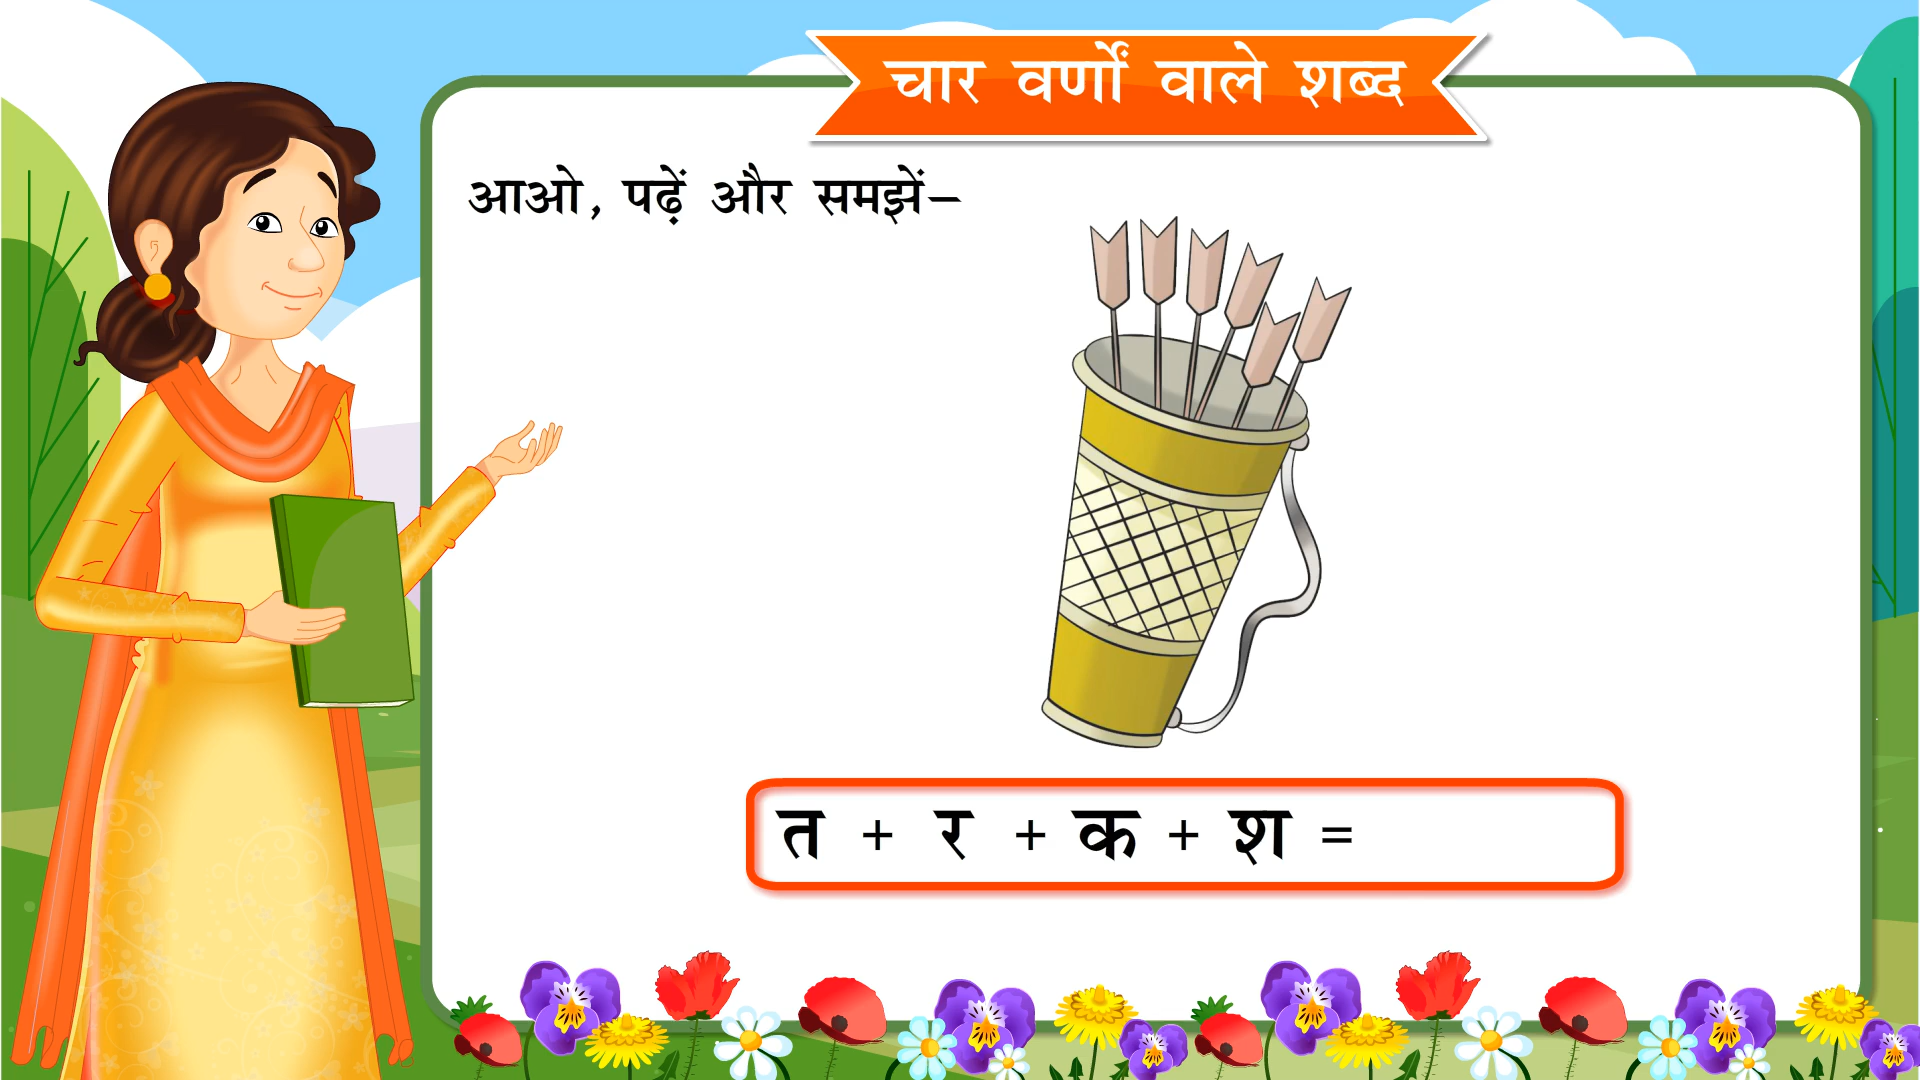 चार वर्णों वाले शब्द
आओ, पढ़ें और समझें–
त + र + क + श =